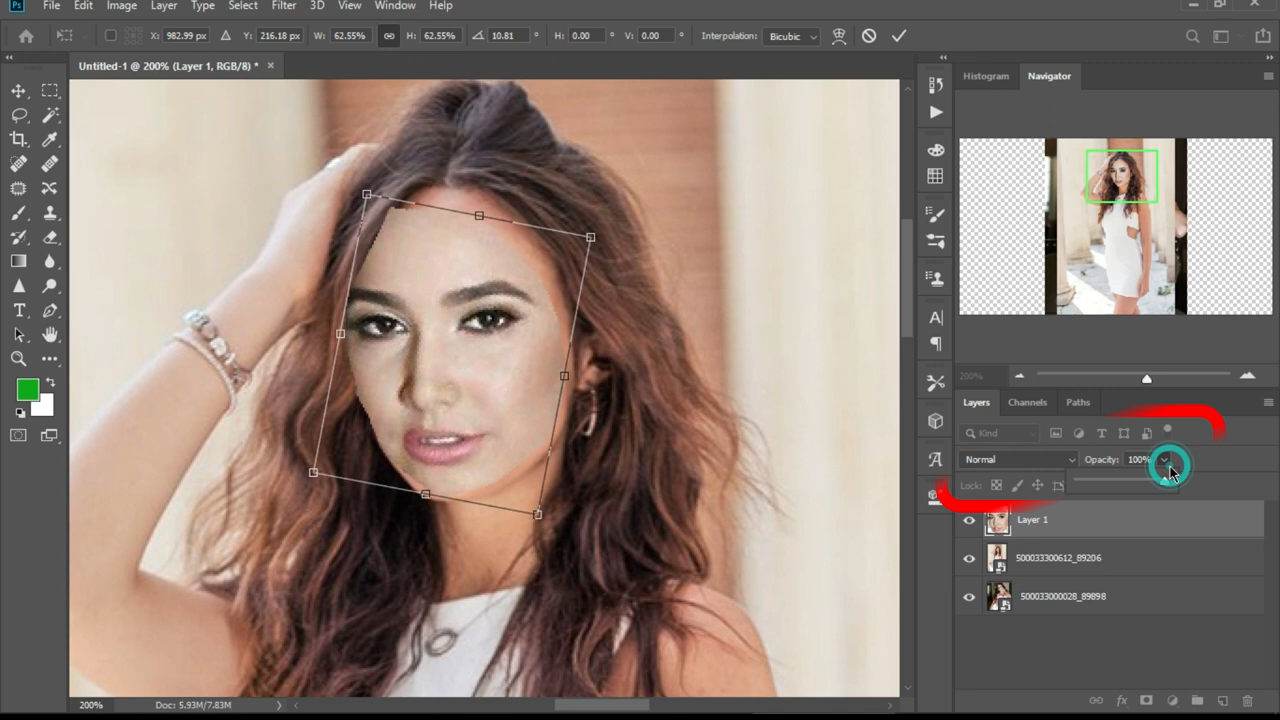 Ps File Edit Image Layer Type Select Filter 3D View Window Help
X: 982.99 px Y: 216.18 px W: 62.55% H: 62.55% 10.81 ° H: 0.00 ° V: 0.00 ° Interpolation: Bicubic
Untitled-1 @ 200% (Layer 1, RGB/8) * ×
Histogram Navigator
200%
Layers Channels Paths
Kind
Normal Opacity: 100%
Lock:
Layer 1
500033300612_89206
500033000028_89898
200% Doc: 5.93M/7.83M